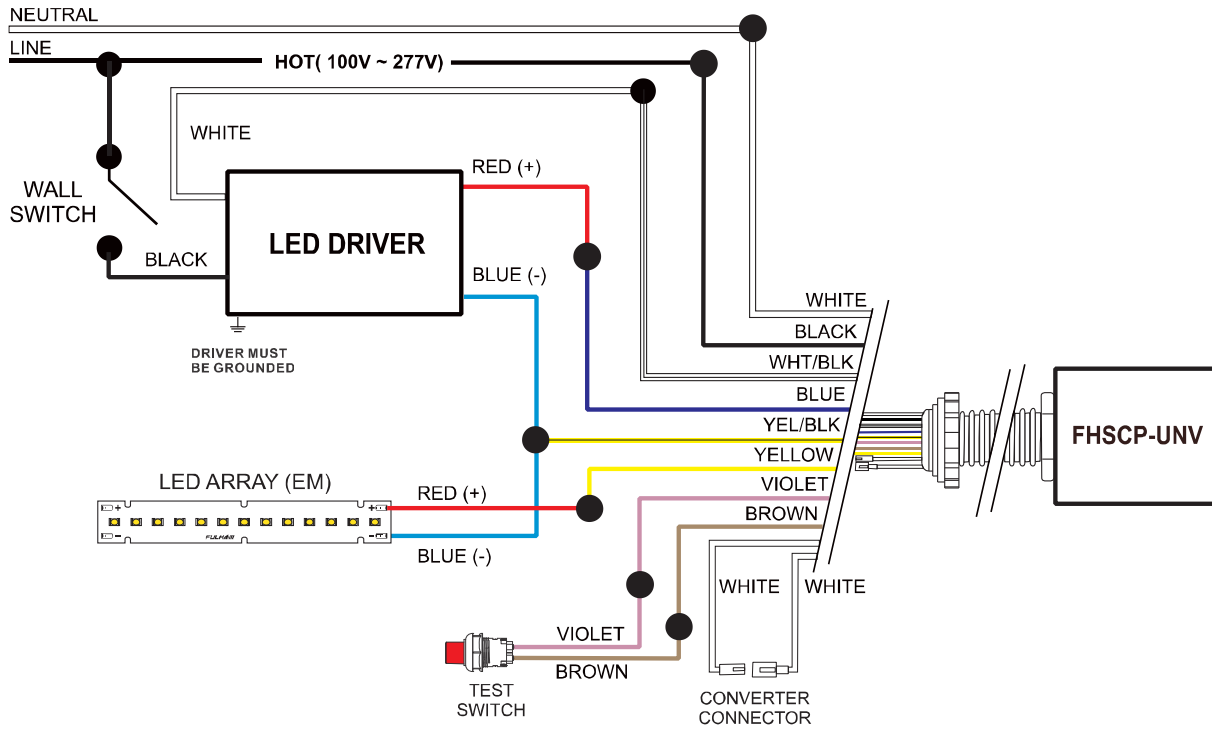 NEUTRAL
LINE
HOT( 100V ~ 277V)
WHITE
WALL
SWITCH
LED DRIVER
RED (+)
BLACK
BLUE (-)
DRIVER MUST
BE GROUNDED
WHITE
BLACK
WHT/BLK
BLUE
YEL/BLK
YELLOW
VIOLET
BROWN
FHSCP-UNV
LED ARRAY (EM)
RED (+)
BLUE (-)
+
+
-
-
FULHAM
WHITE
WHITE
VIOLET
BROWN
TEST
SWITCH
CONVERTER
CONNECTOR